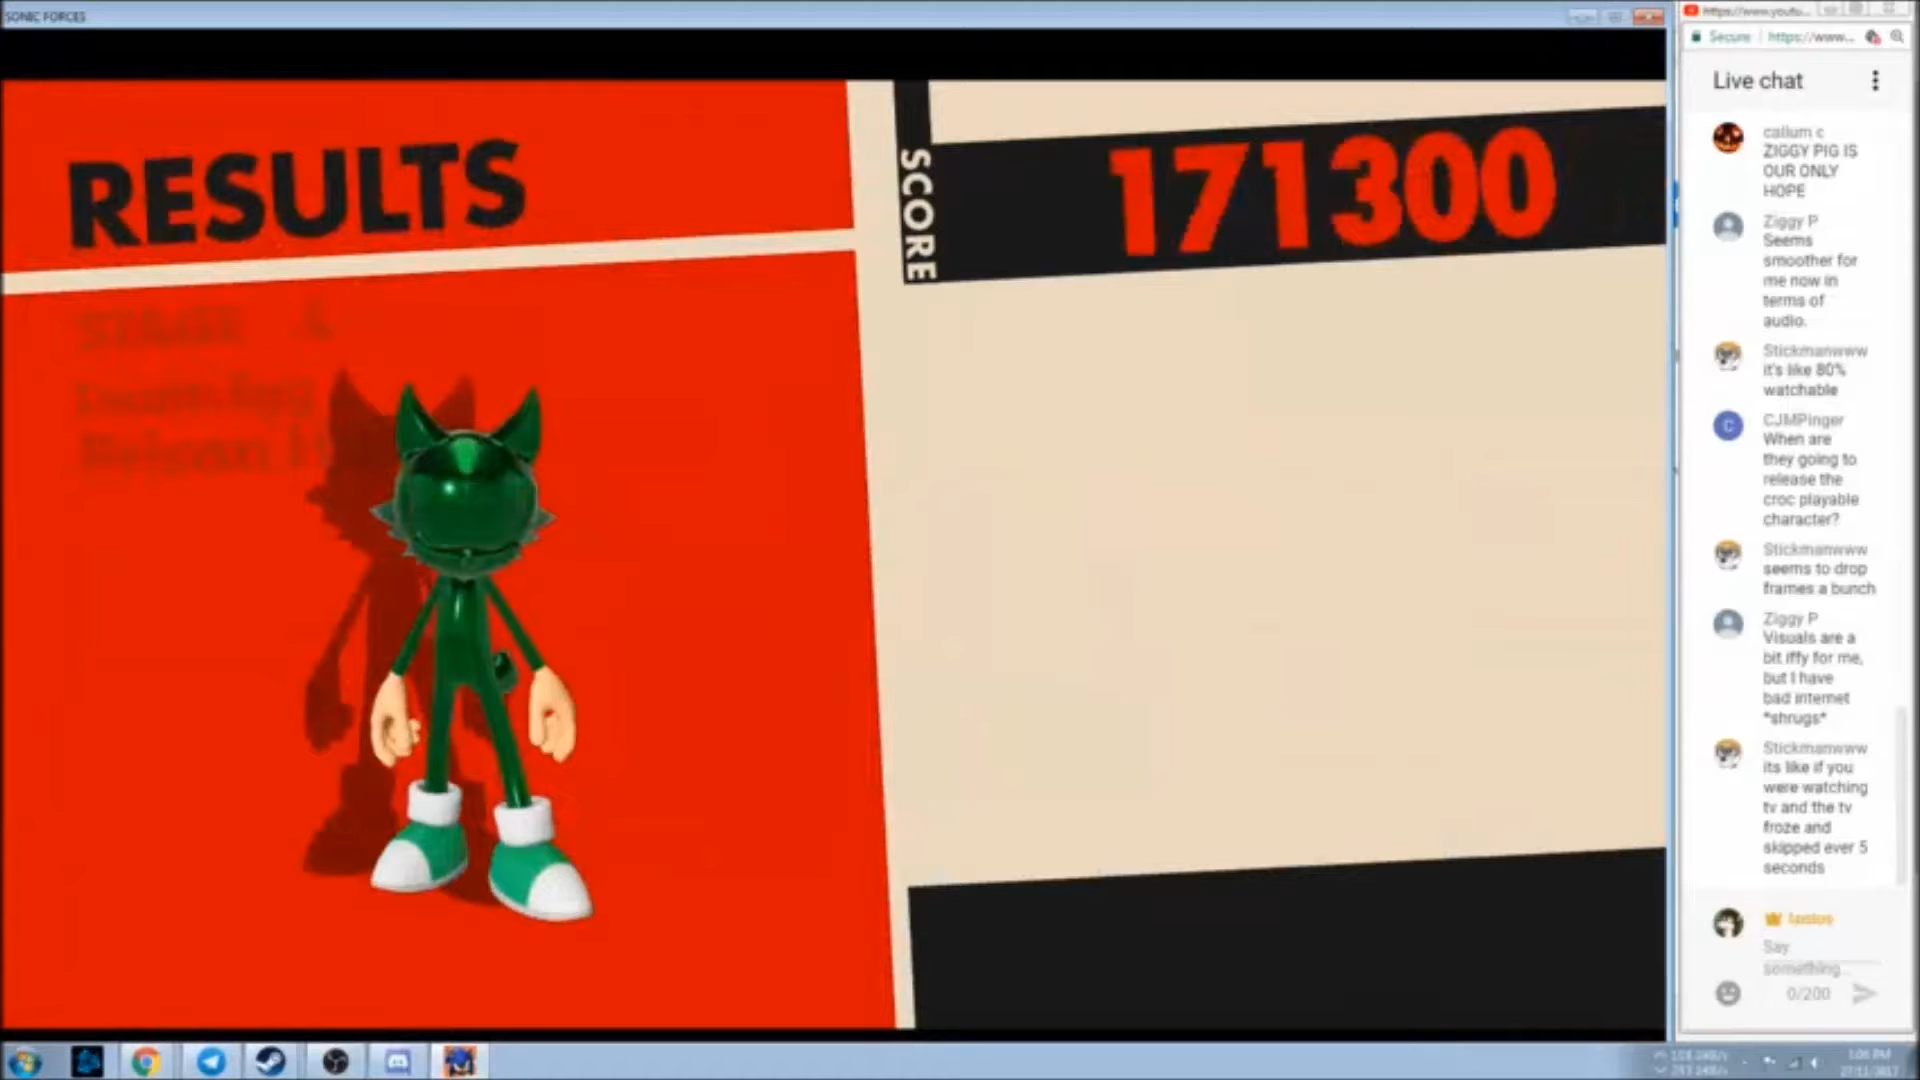 SONIC FORCES
RESULTS
SCORE
171300
STAGE 4
Secure
https://www...
Live chat
callum c
ZIGGY PIG IS
OUR ONLY
HOPE
Ziggy P
Seems
smoother for
me now in
terms of
audio.
Stickmanwww
it's like 80%
watchable
C
CJMPinger
When are
they going to
release the
croc playable
character?
Stickmanwww
seems to drop
frames a bunch
Ziggy P
Visuals are a
bit iffy for me,
but I have
bad internet
*shrugs*
Stickmanwww
its like if you
were watching
tv and the tv
froze and
skipped ever 5
seconds
Say
something...
0/200